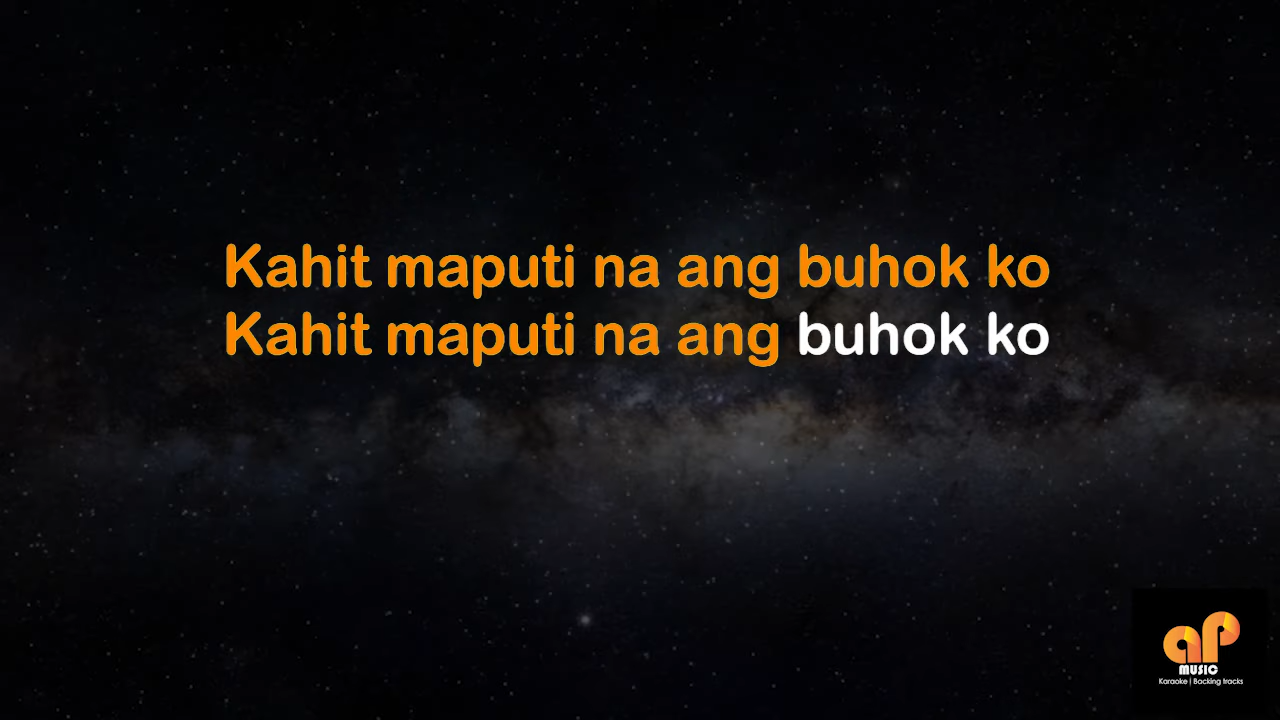 Kahit maputi na ang buhok ko
Kahit maputi na ang buhok ko
ap
MUSIC
Karaoke | Backing tracks